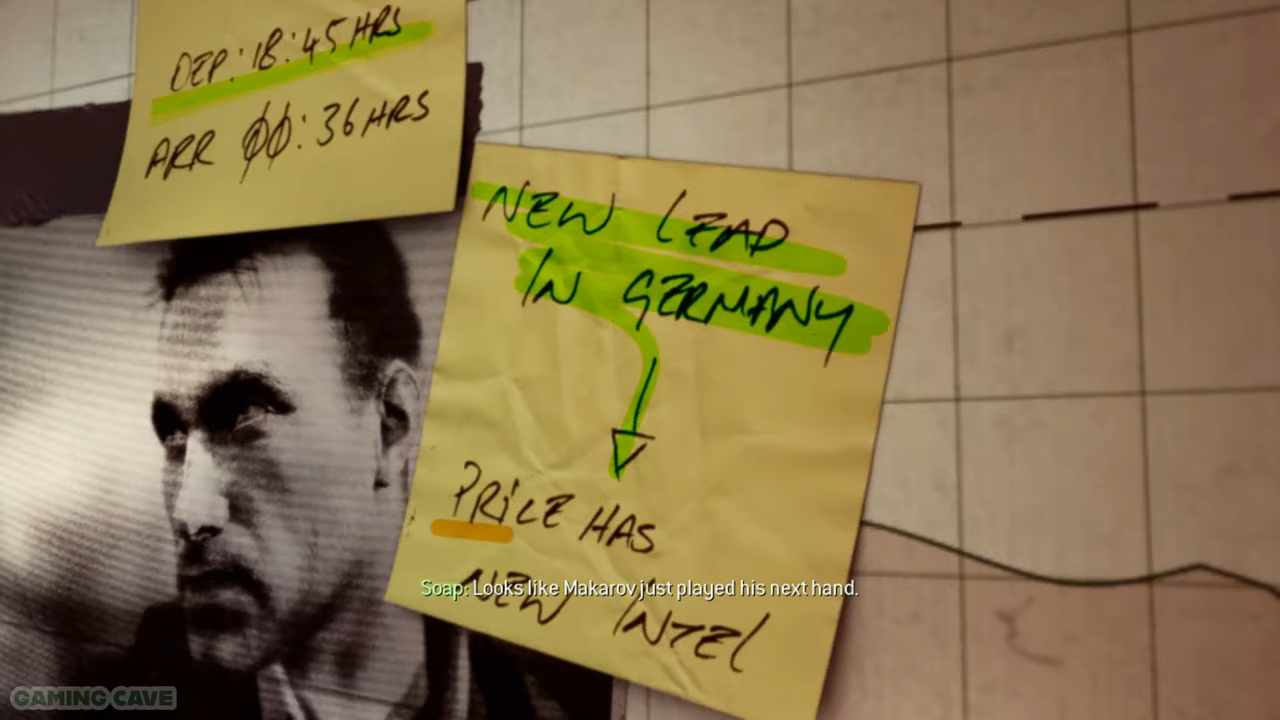 DEP: 18:45 HRS
ARR 00:36 HRS
NEW LEAD
IN GERMANY
PRICE HAS
NEW INTEL
Soap: Looks like Makarov just played his next hand.
GAMING CAVE